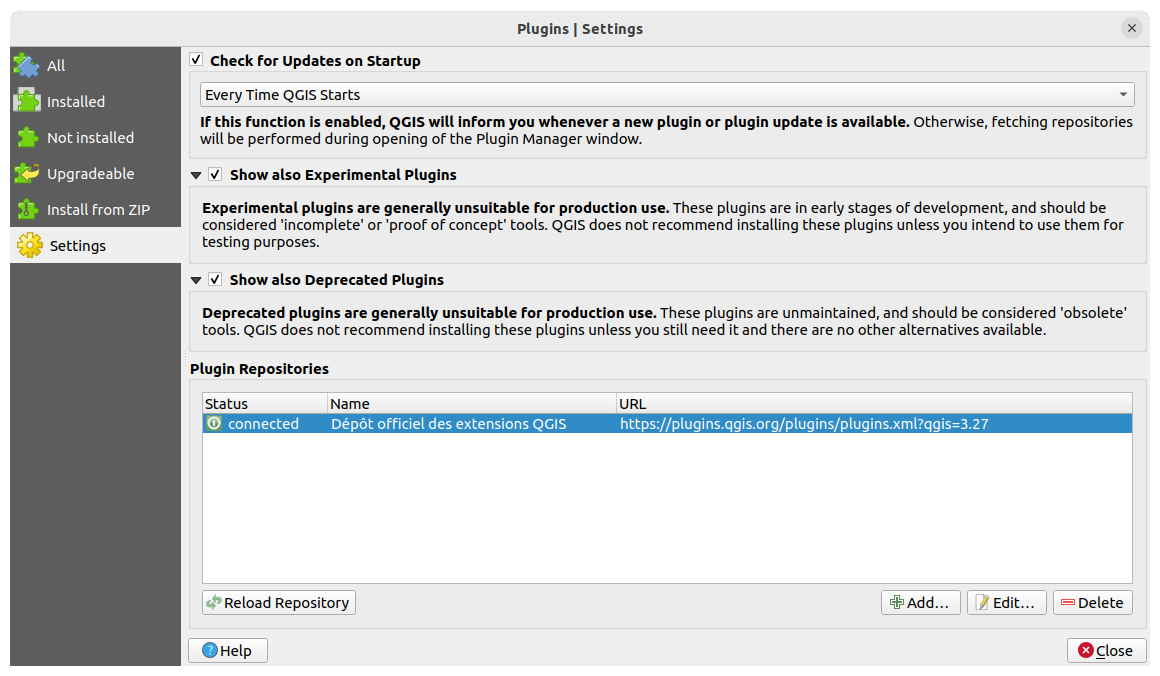 Plugins | Settings
All
Installed
Not installed
Upgradeable
Install from ZIP
Settings
Check for Updates on Startup
Every Time QGIS Starts
If this function is enabled, QGIS will inform you whenever a new plugin or plugin update is available. Otherwise, fetching repositories
will be performed during opening of the Plugin Manager window.
Show also Experimental Plugins
Experimental plugins are generally unsuitable for production use. These plugins are in early stages of development, and should be
considered 'incomplete' or 'proof of concept' tools. QGIS does not recommend installing these plugins unless you intend to use them for
testing purposes.
Show also Deprecated Plugins
Deprecated plugins are generally unsuitable for production use. These plugins are unmaintained, and should be considered 'obsolete'
tools. QGIS does not recommend installing these plugins unless you still need it and there are no other alternatives available.
Plugin Repositories
Status Name URL
connected Dépôt officiel des extensions QGIS https://plugins.qgis.org/plugins/plugins.xml?qgis=3.27
Reload Repository Add... Edit... Delete
Help Close